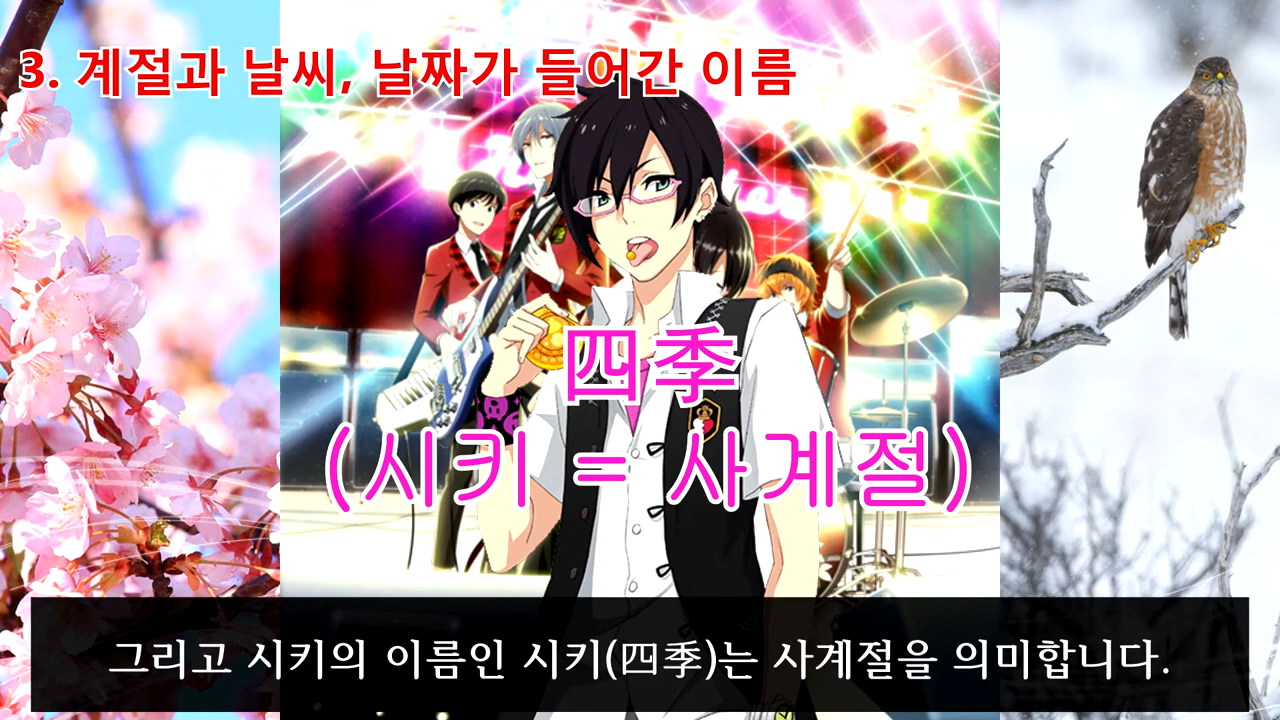 3. 계절과 날씨, 날짜가 들어간 이름
四季
(시키 = 사계절)
그리고 시키의 이름인 시키(四季)는 사계절을 의미합니다.